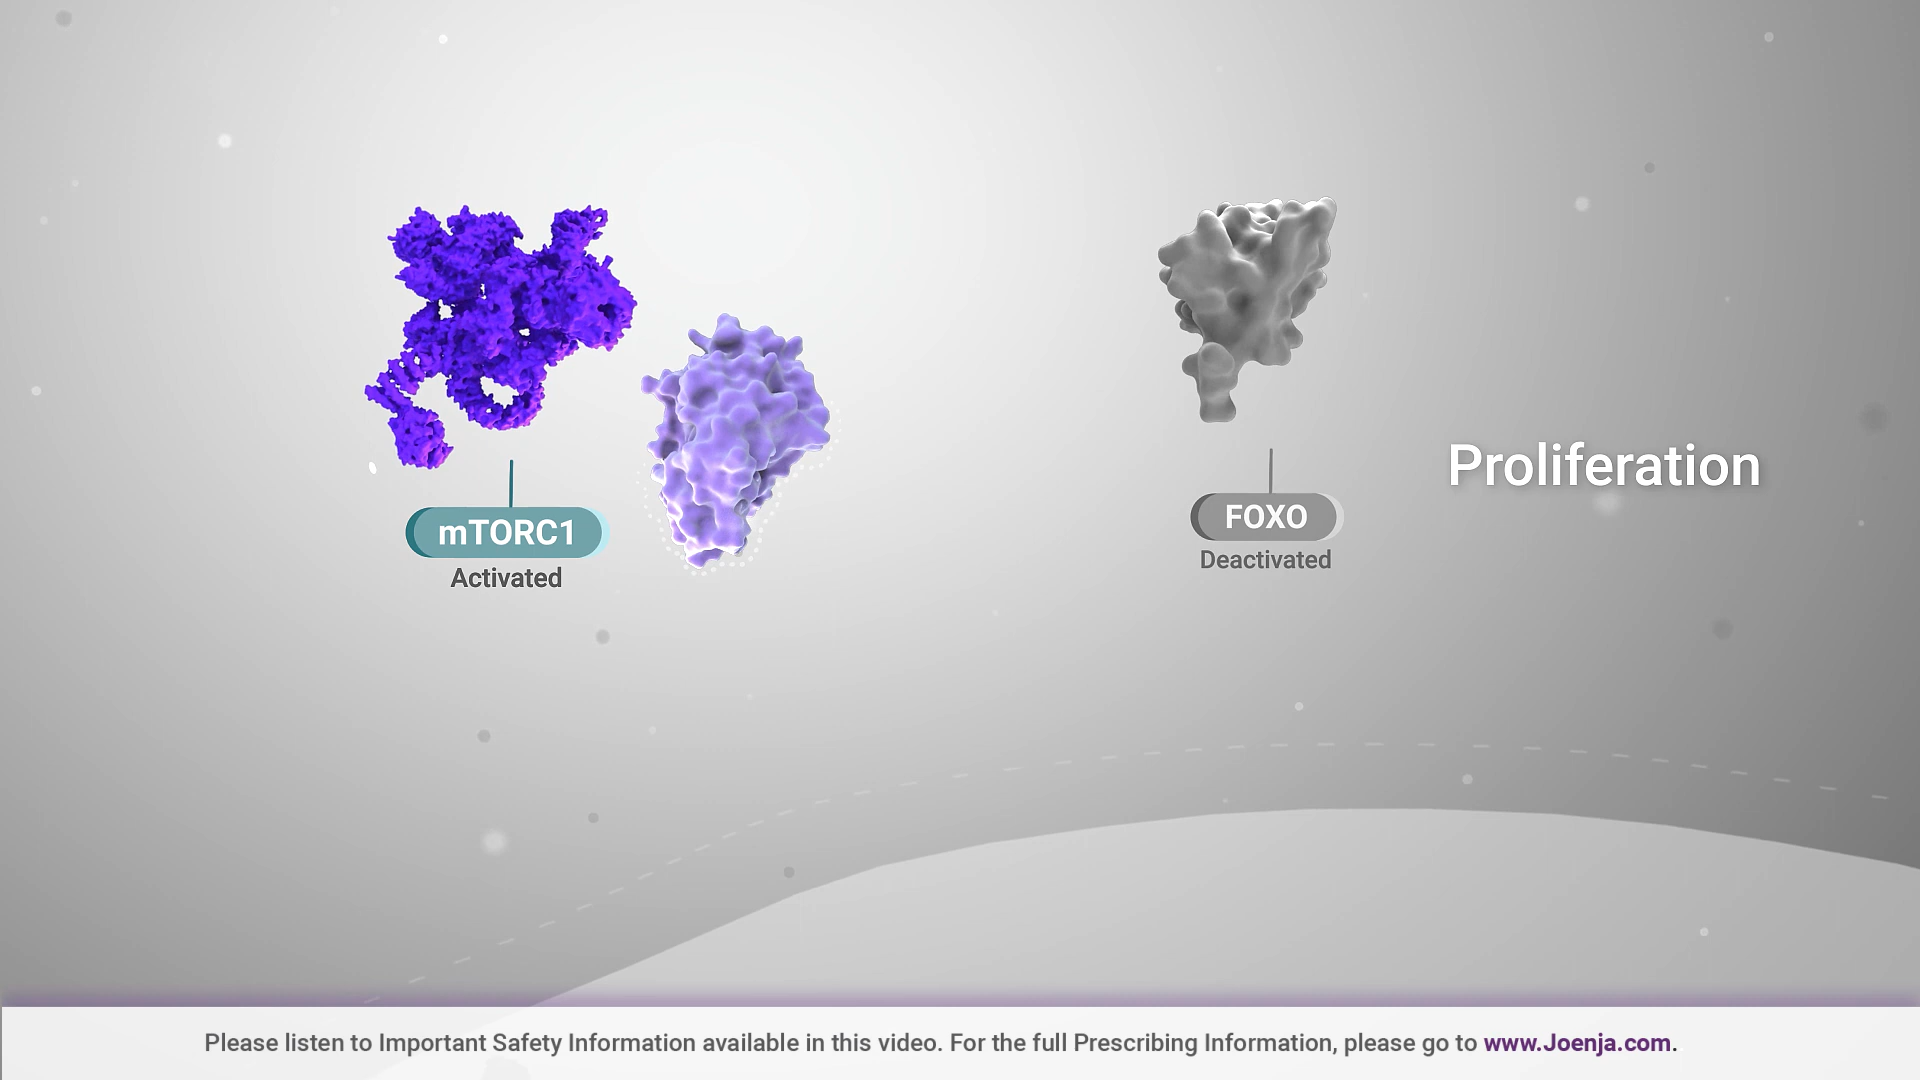 mTORC1
Activated
FOXO
Deactivated
Proliferation
Please listen to Important Safety Information available in this video. For the full Prescribing Information, please go to www.Joenja.com.